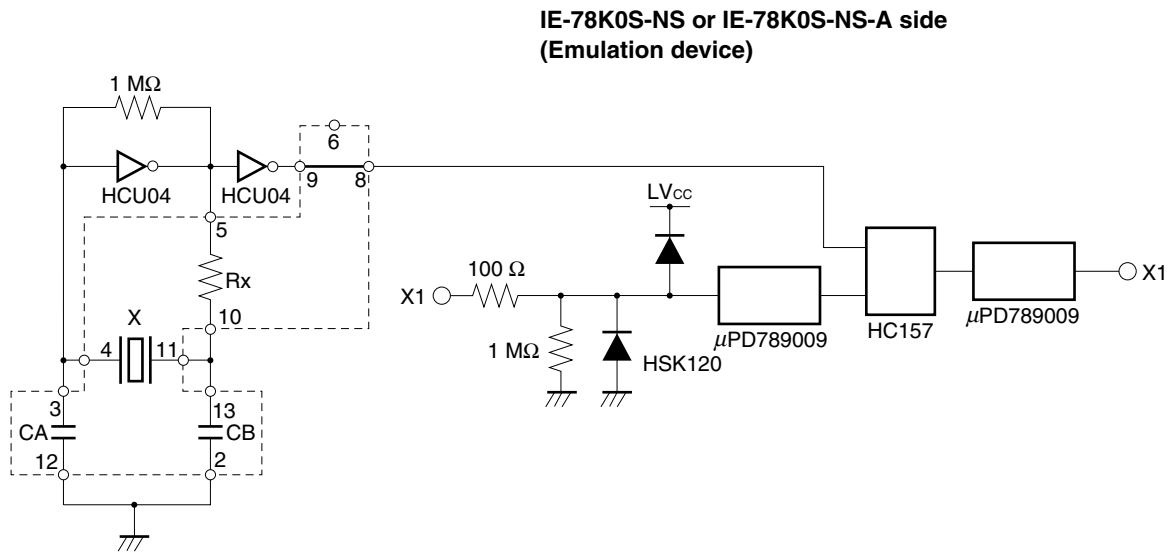 IE-78K0S-NS or IE-78K0S-NS-A side
(Emulation device)
1 MΩ
6
HCU04
HCU04
9
8
5
LVCC
Rx
100 Ω
X1
X1
10
X
4
11
1 MΩ
HSK120
µPD789009
HC157
µPD789009
3
13
CA
CB
12
2